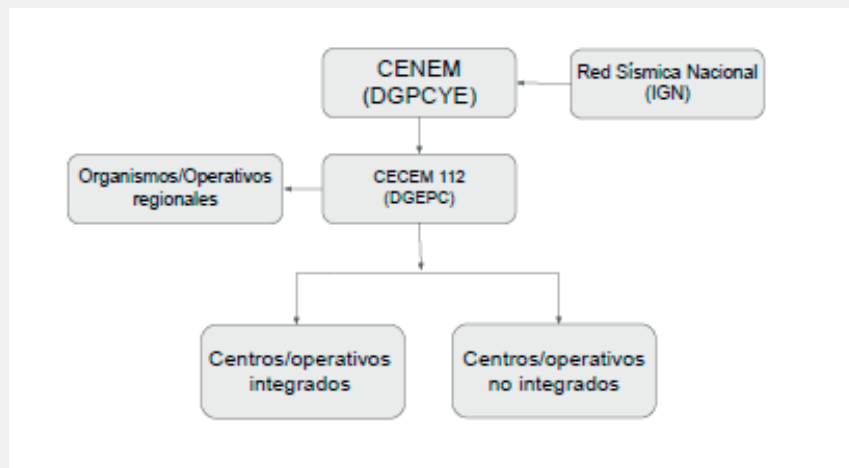 CENEM
(DGPCYE)
Red Sísmica Nacional
(IGN)
Organismos/Operativos
regionales
CECEM 112
(DGEPC)
Centros/operativos
integrados
Centros/operativos
no integrados